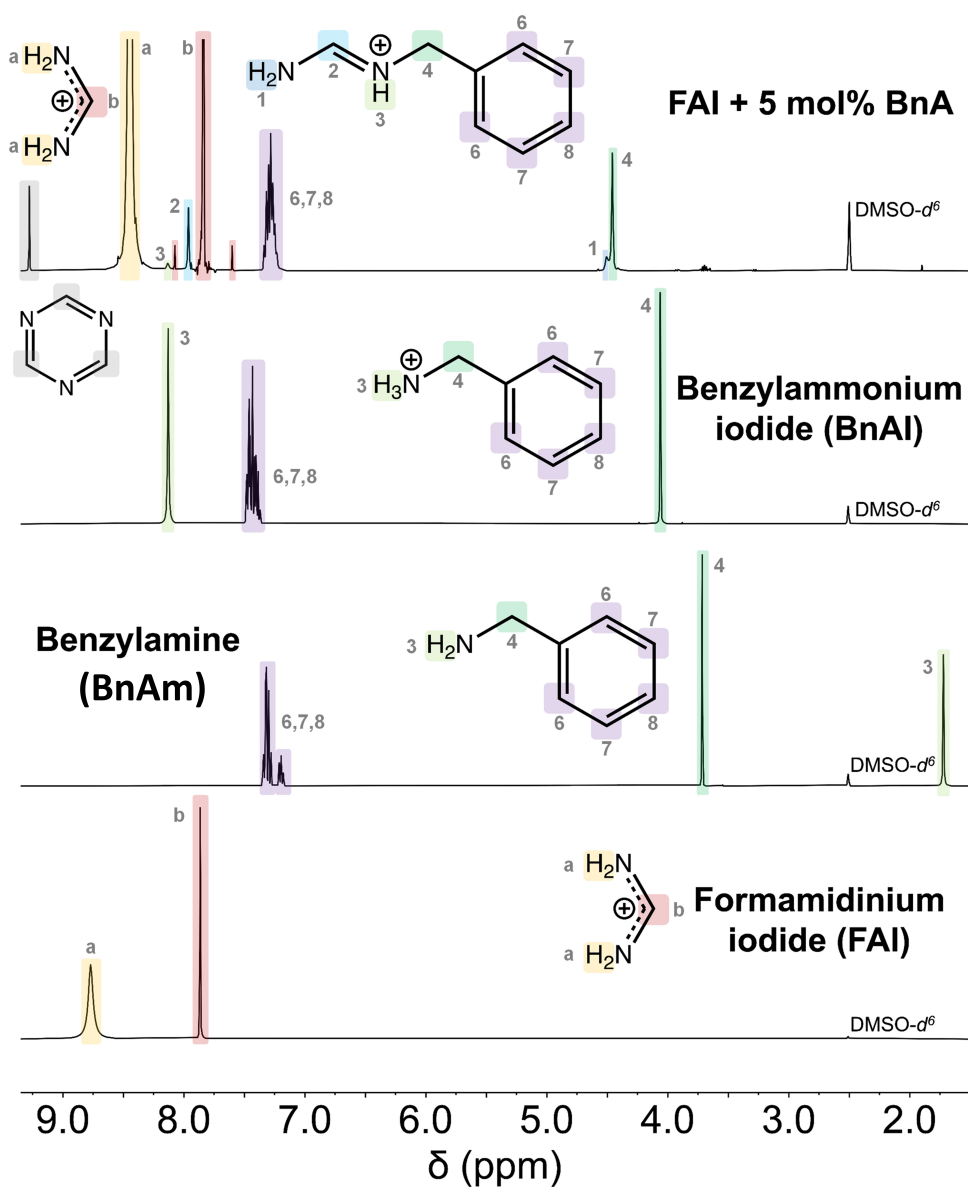 a H₂N
⊕ b
a H₂N
a
b
H₂N
1
2
⊕
N
H
3
4
6
7
8
7
6
FAI + 5 mol% BnA
2
3
6,7,8
1
4
DMSO-d⁶
N
N
N
3
6,7,8
3 H₃N
⊕
4
6
7
8
7
6
4
Benzylammonium
iodide (BnAI)
DMSO-d⁶
Benzylamine
(BnAm)
6,7,8
3 H₂N
4
6
7
8
7
6
4
3
DMSO-d⁶
b
a
a H₂N
⊕ b
a H₂N
Formamidinium
iodide (FAI)
DMSO-d⁶
9.0 8.0 7.0 6.0 5.0 4.0 3.0 2.0
δ (ppm)